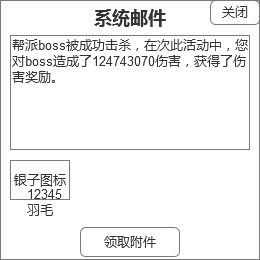 系统邮件
关闭
帮派boss被成功击杀，在次此活动中，您
对boss造成了124743070伤害，获得了伤
害奖励。
银子图标
12345
羽毛
领取附件